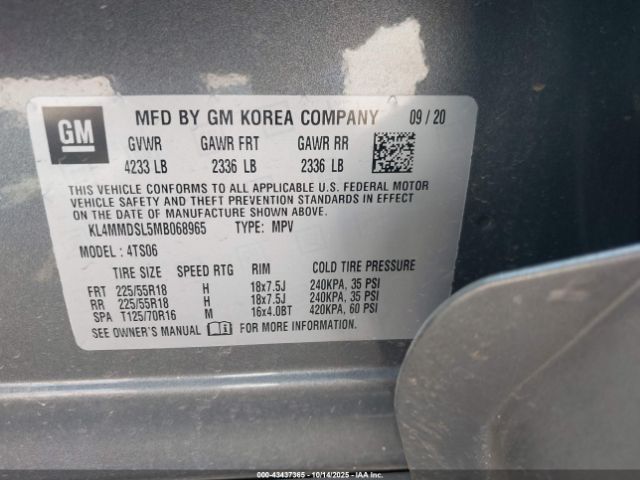 GM
MFD BY GM KOREA COMPANY 09 / 20
GVWR GAWR FRT GAWR RR
4233 LB 2336 LB 2336 LB
THIS VEHICLE CONFORMS TO ALL APPLICABLE U.S. FEDERAL MOTOR
VEHICLE SAFETY AND THEFT PREVENTION STANDARDS IN EFFECT ON THE
DATE OF MANUFACTURE SHOWN ABOVE.
KL4MMDSL5MB068965 TYPE: MPV
MODEL : 4TS06
TIRE SIZE SPEED RTG RIM COLD TIRE PRESSURE
FRT 225/55R18 H 18x7.5J 240KPA, 35 PSI
RR 225/55R18 H 18x7.5J 240KPA, 35 PSI
SPA T125/70R16 M 16x4.0BT 420KPA, 60 PSI
SEE OWNER'S MANUAL FOR MORE INFORMATION.
000-43437365 - 10/14/2025 - IAAI, Inc.